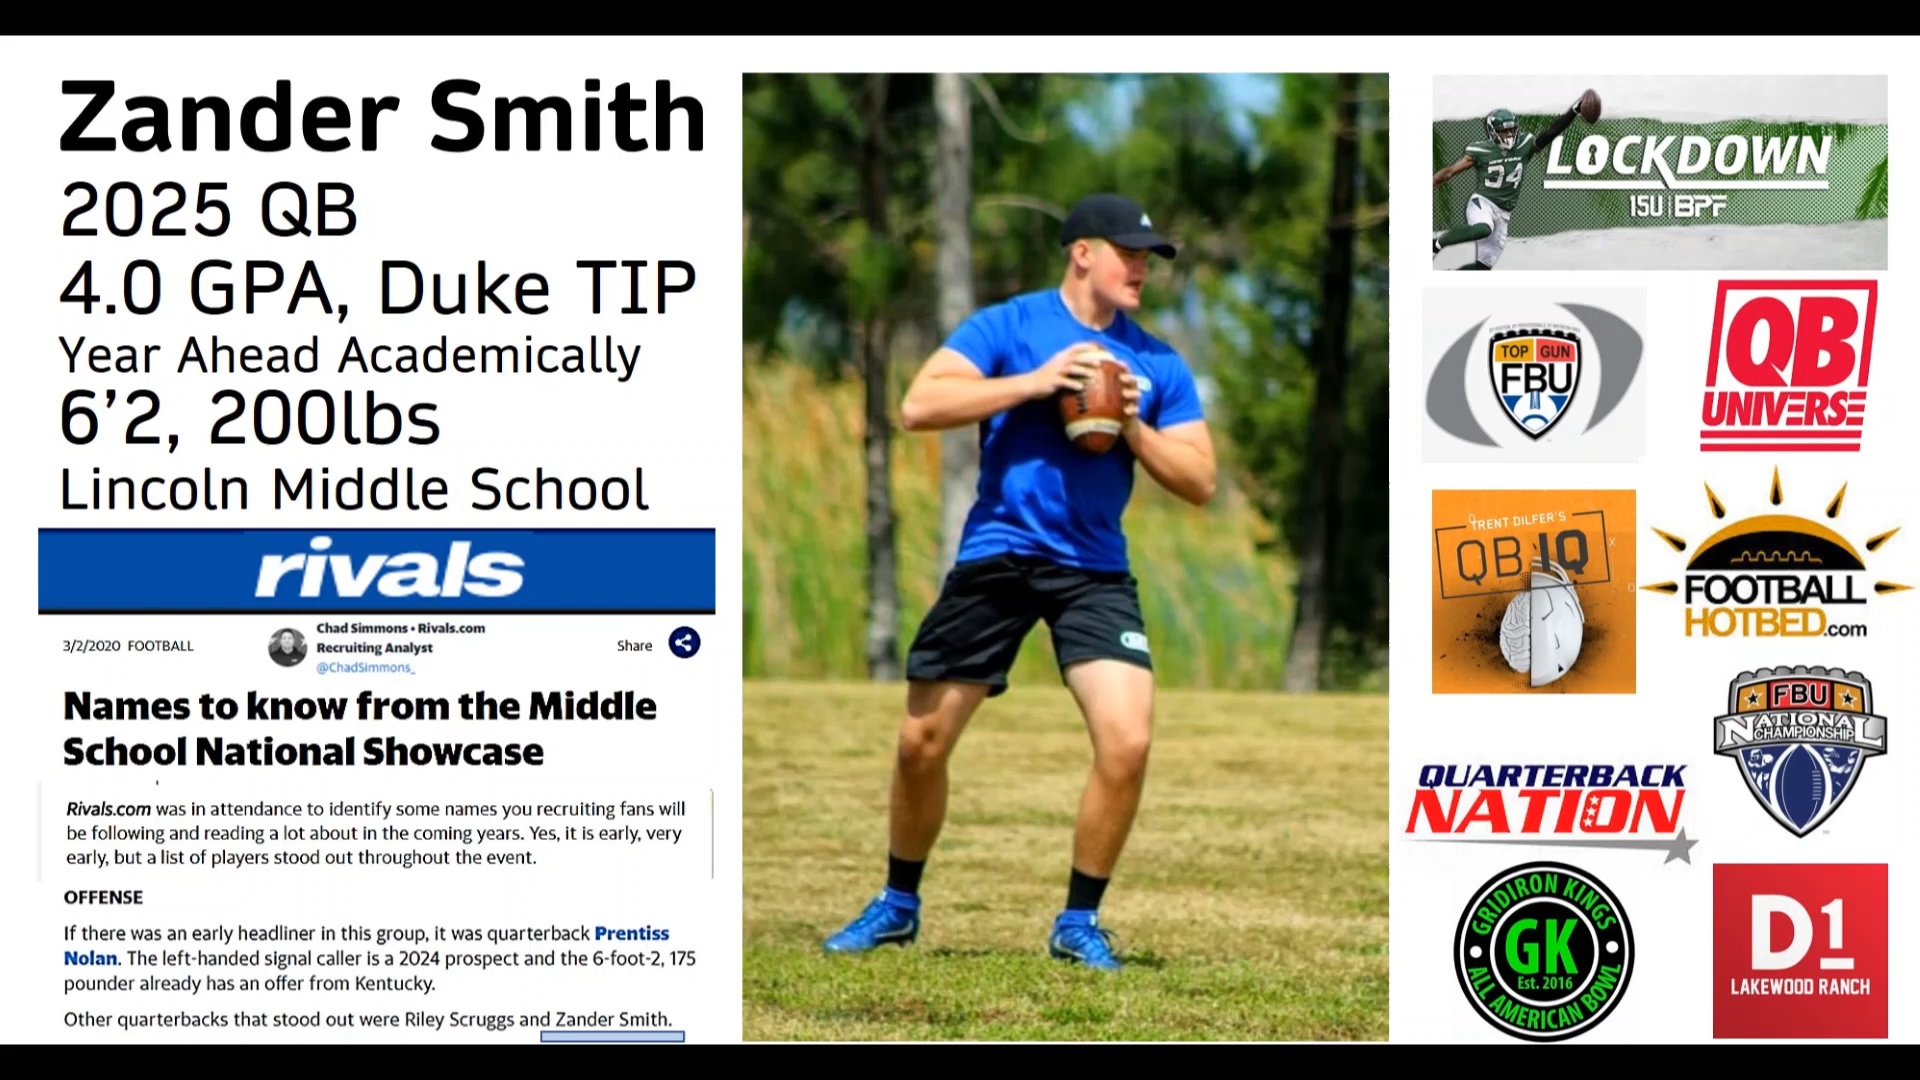 Zander Smith
2025 QB
4.0 GPA, Duke TIP
Year Ahead Academically
6’2, 200lbs
Lincoln Middle School
rivals
3/2/2020 FOOTBALL
Chad Simmons • Rivals.com
Recruiting Analyst
@ChadSimmons_
Share
Names to know from the Middle
School National Showcase
Rivals.com was in attendance to identify some names you recruiting fans will
be following and reading a lot about in the coming years. Yes, it is early, very
early, but a list of players stood out throughout the event.
OFFENSE
If there was an early headliner in this group, it was quarterback Prentiss
Nolan. The left-handed signal caller is a 2024 prospect and the 6-foot-2, 175
pounder already has an offer from Kentucky.
Other quarterbacks that stood out were Riley Scruggs and Zander Smith.
34
LOCKDOWN
15U BPF
TOP GUN
FBU
QB
UNIVERSE
TRENT DILFER'S
QB IQ
FOOTBALL
HOTBED.com
FBU
NATIONAL
CHAMPIONSHIP
QUARTERBACK
NATION
GRIDIRON KINGS
GK
Est. 2016
ALL AMERICAN BOWL
D1
LAKEWOOD RANCH